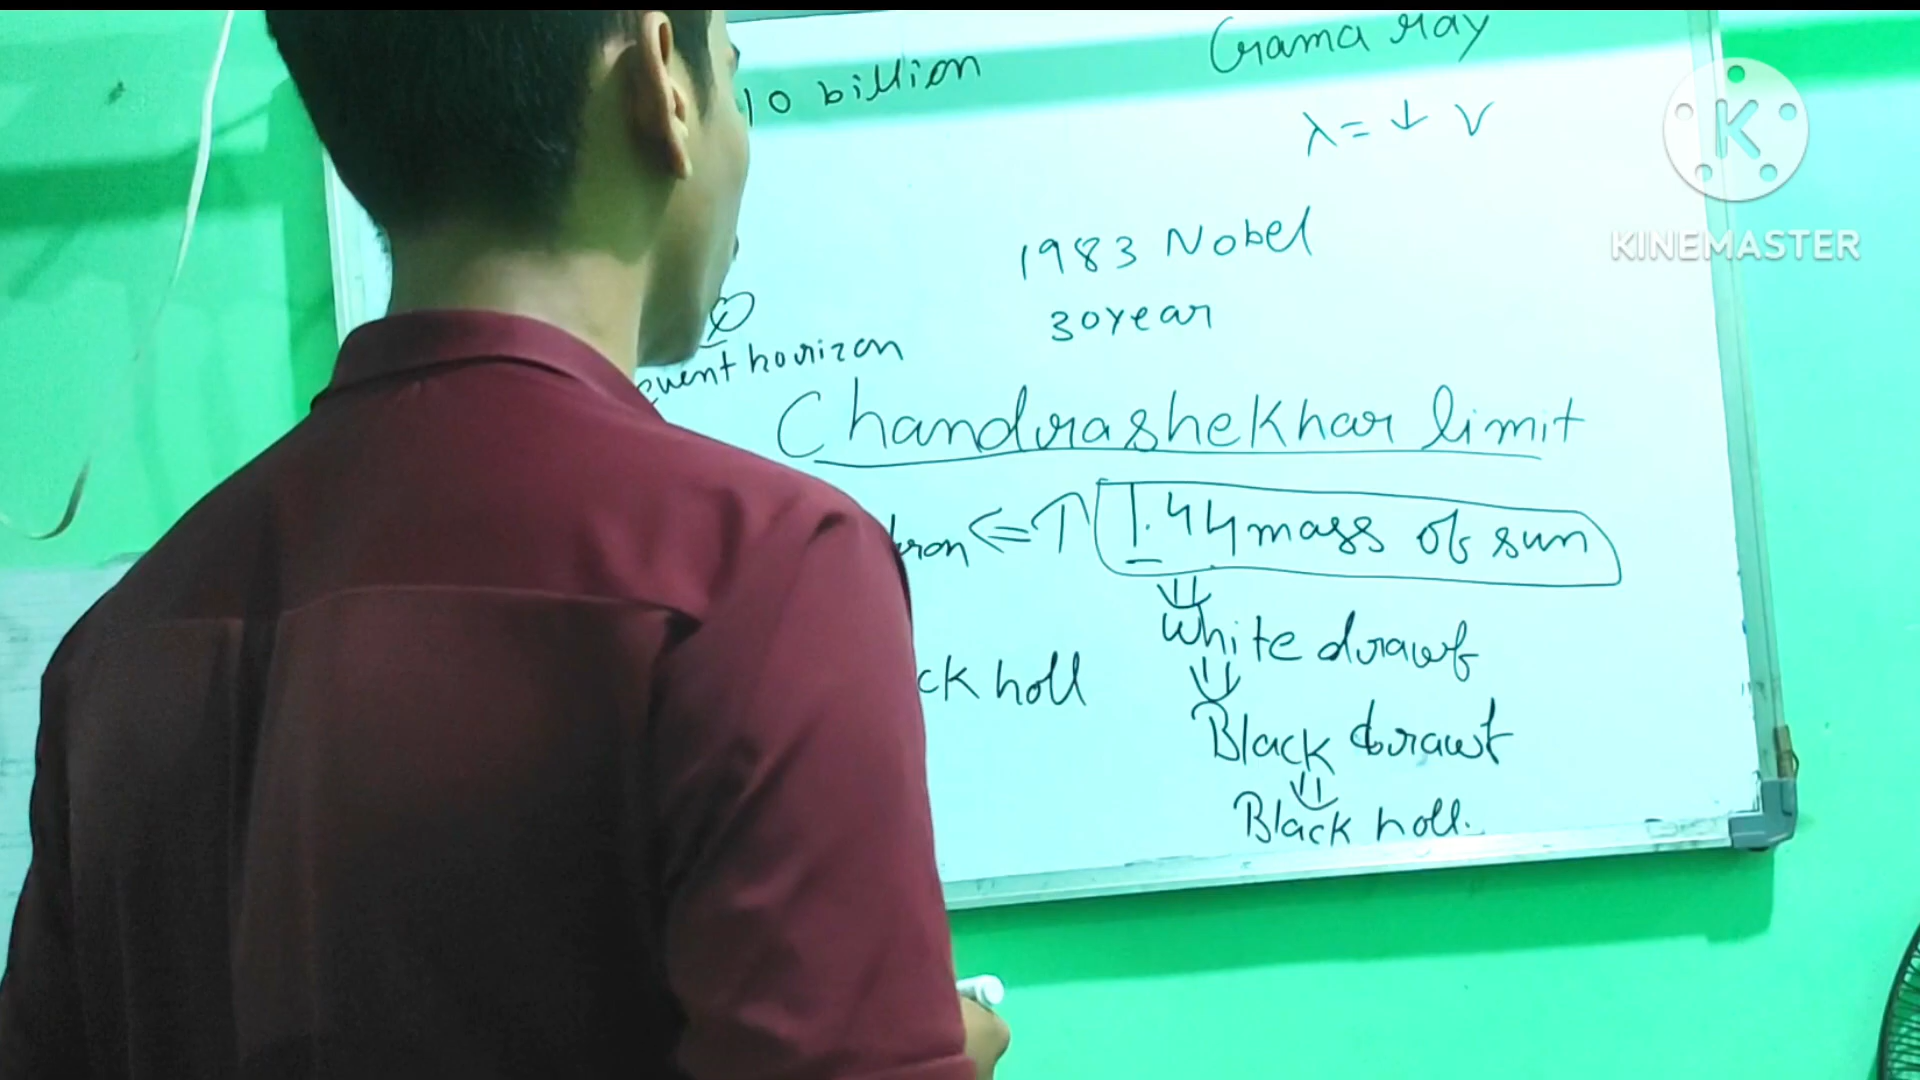 Grama ray
10 billion
λ = ↓ ν
KINEMASTER
1983 Nobel
30 Year
event horizon
Chandrashekhar limit
ron ⇐ ↑ 1.44 mass of sun
⇓
White drawf
⇓
ck holl
Black drawf
⇓
Black holl.